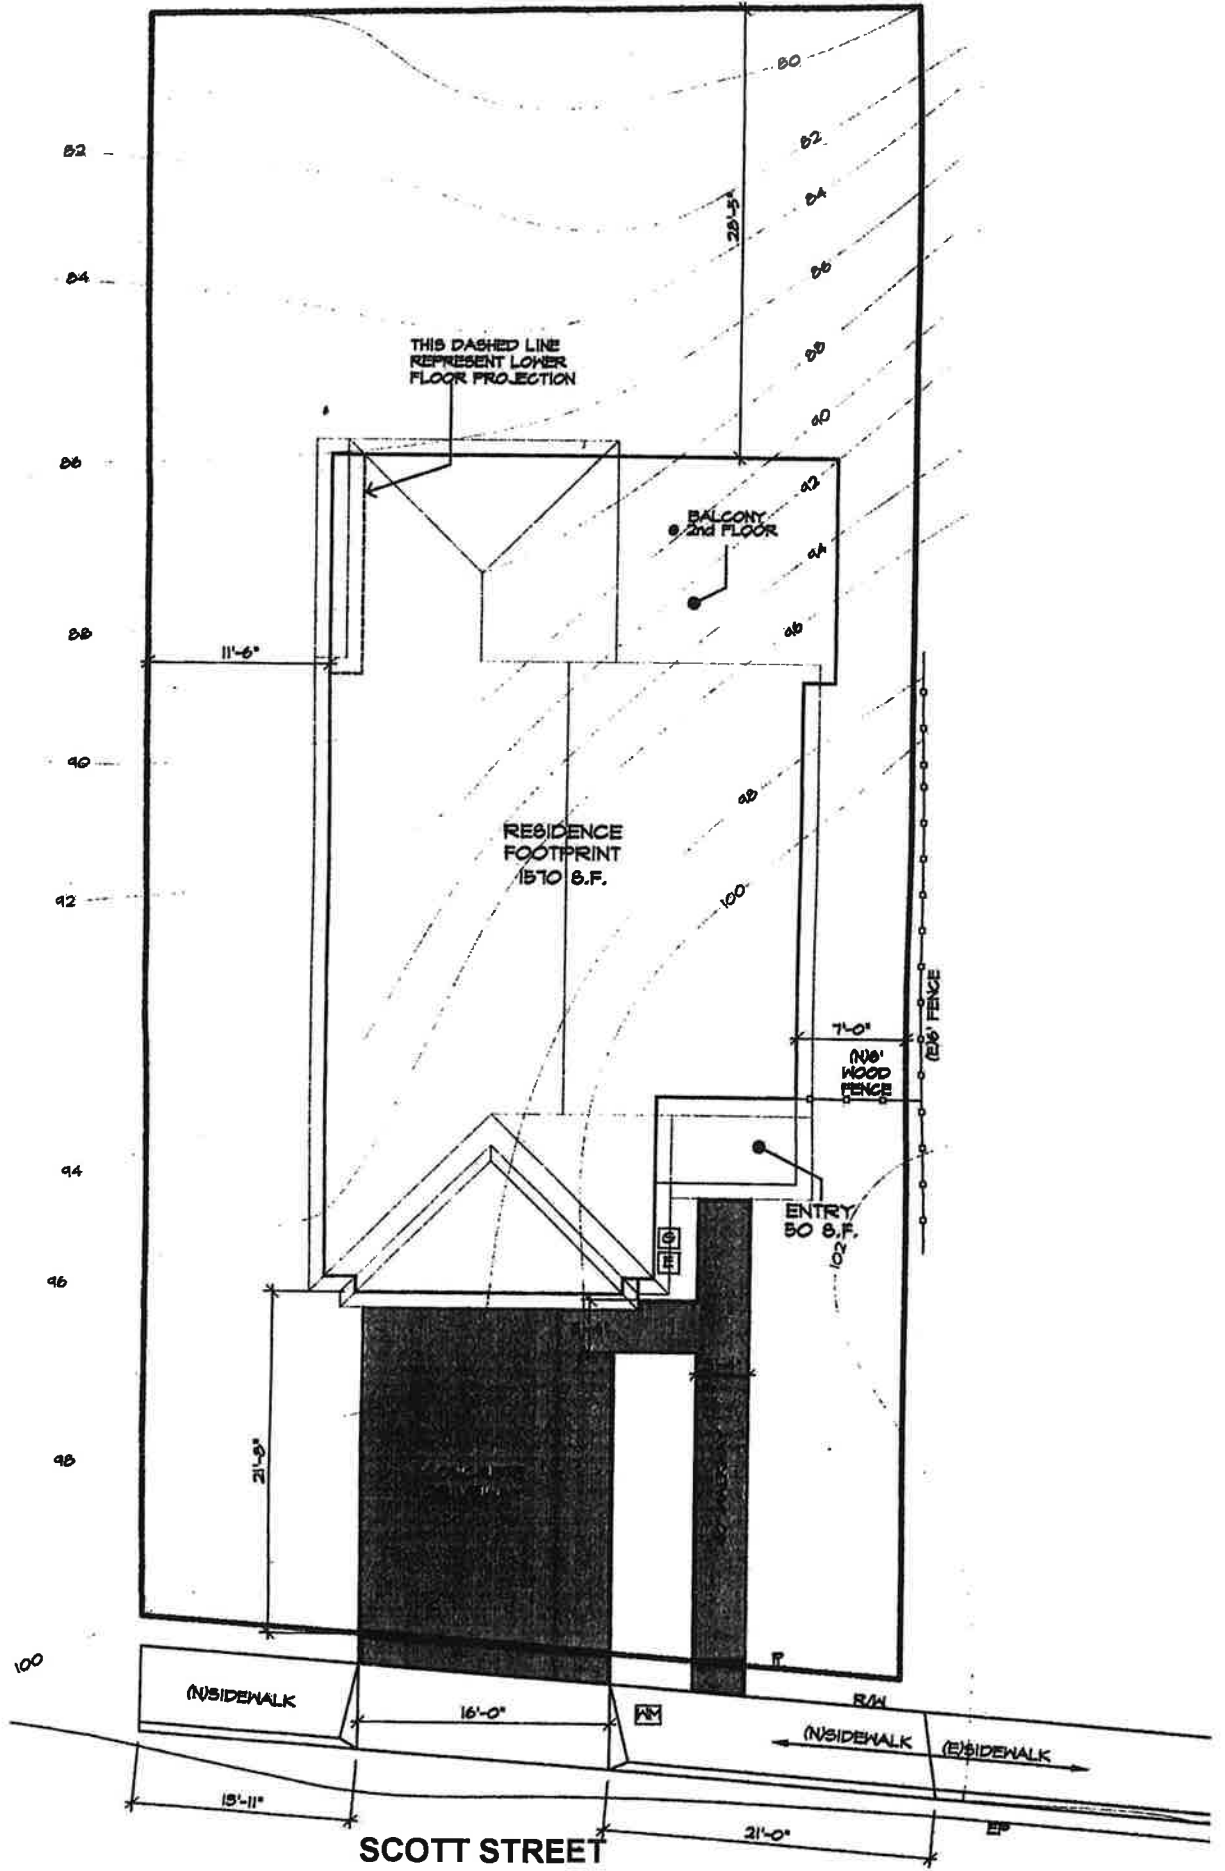 80
82
82
84
28'-5"
84
86
THIS DASHED LINE
REPRESENT LOWER
FLOOR PROJECTION
88
90
86
92
BALCONY
@ 2nd FLOOR
94
88
96
11'-6"
90
98
RESIDENCE
FOOTPRINT
1570 S.F.
100
92
(E)6' FENCE
7'-0"
(N)6'
WOOD
FENCE
94
ENTRY
50 S.F.
G
E
102
96
21'-8"
98
100
P
(N)SIDEWALK
R/W
16'-0"
WM
(N)SIDEWALK
(E)SIDEWALK
13'-11"
21'-0"
EP
SCOTT STREET